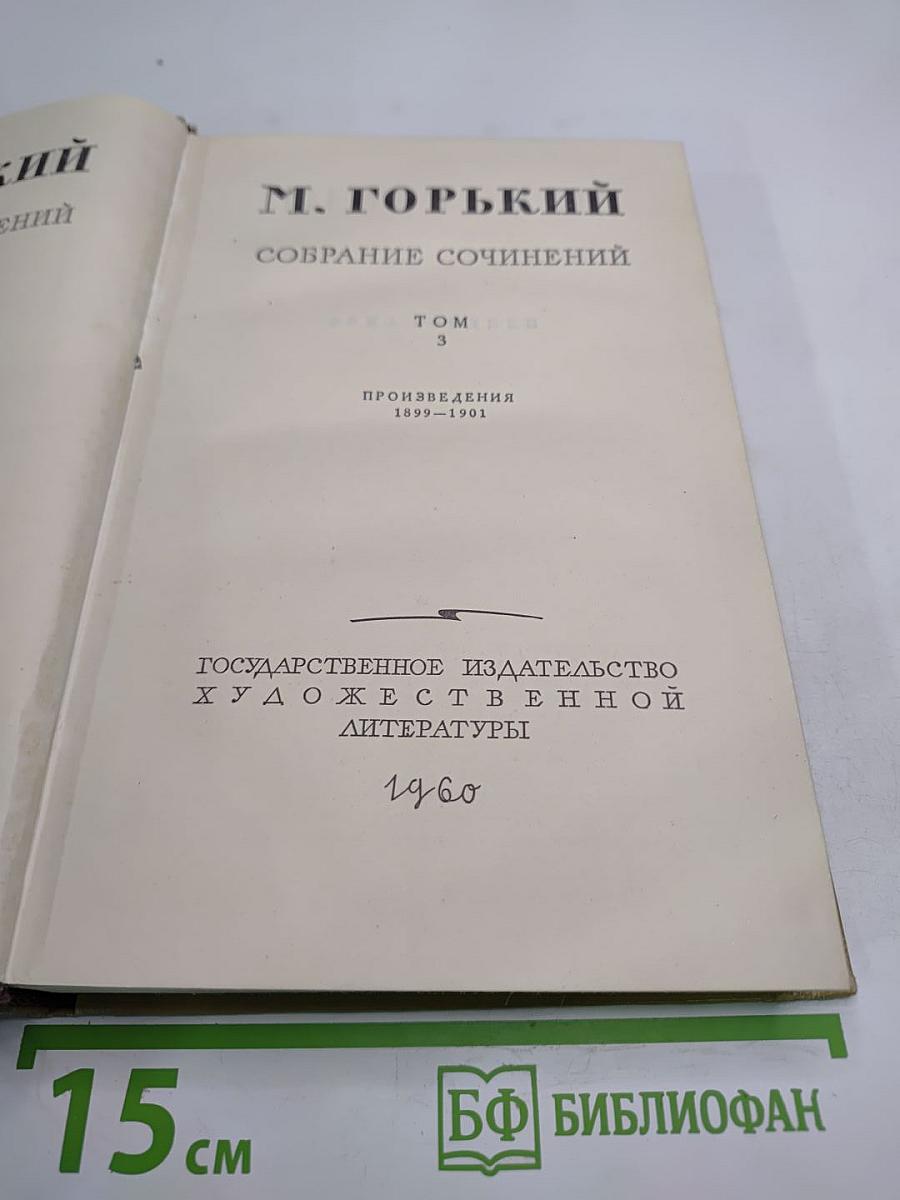 КИЙ
ЕНИЙ
М. ГОРЬКИЙ
СОБРАНИЕ СОЧИНЕНИЙ
ТОМ
3
ПРОИЗВЕДЕНИЯ
1899—1901
ГОСУДАРСТВЕННОЕ ИЗДАТЕЛЬСТВО
ХУДОЖЕСТВЕННОЙ
ЛИТЕРАТУРЫ
1960
15 см
БФ БИБЛИОФАН